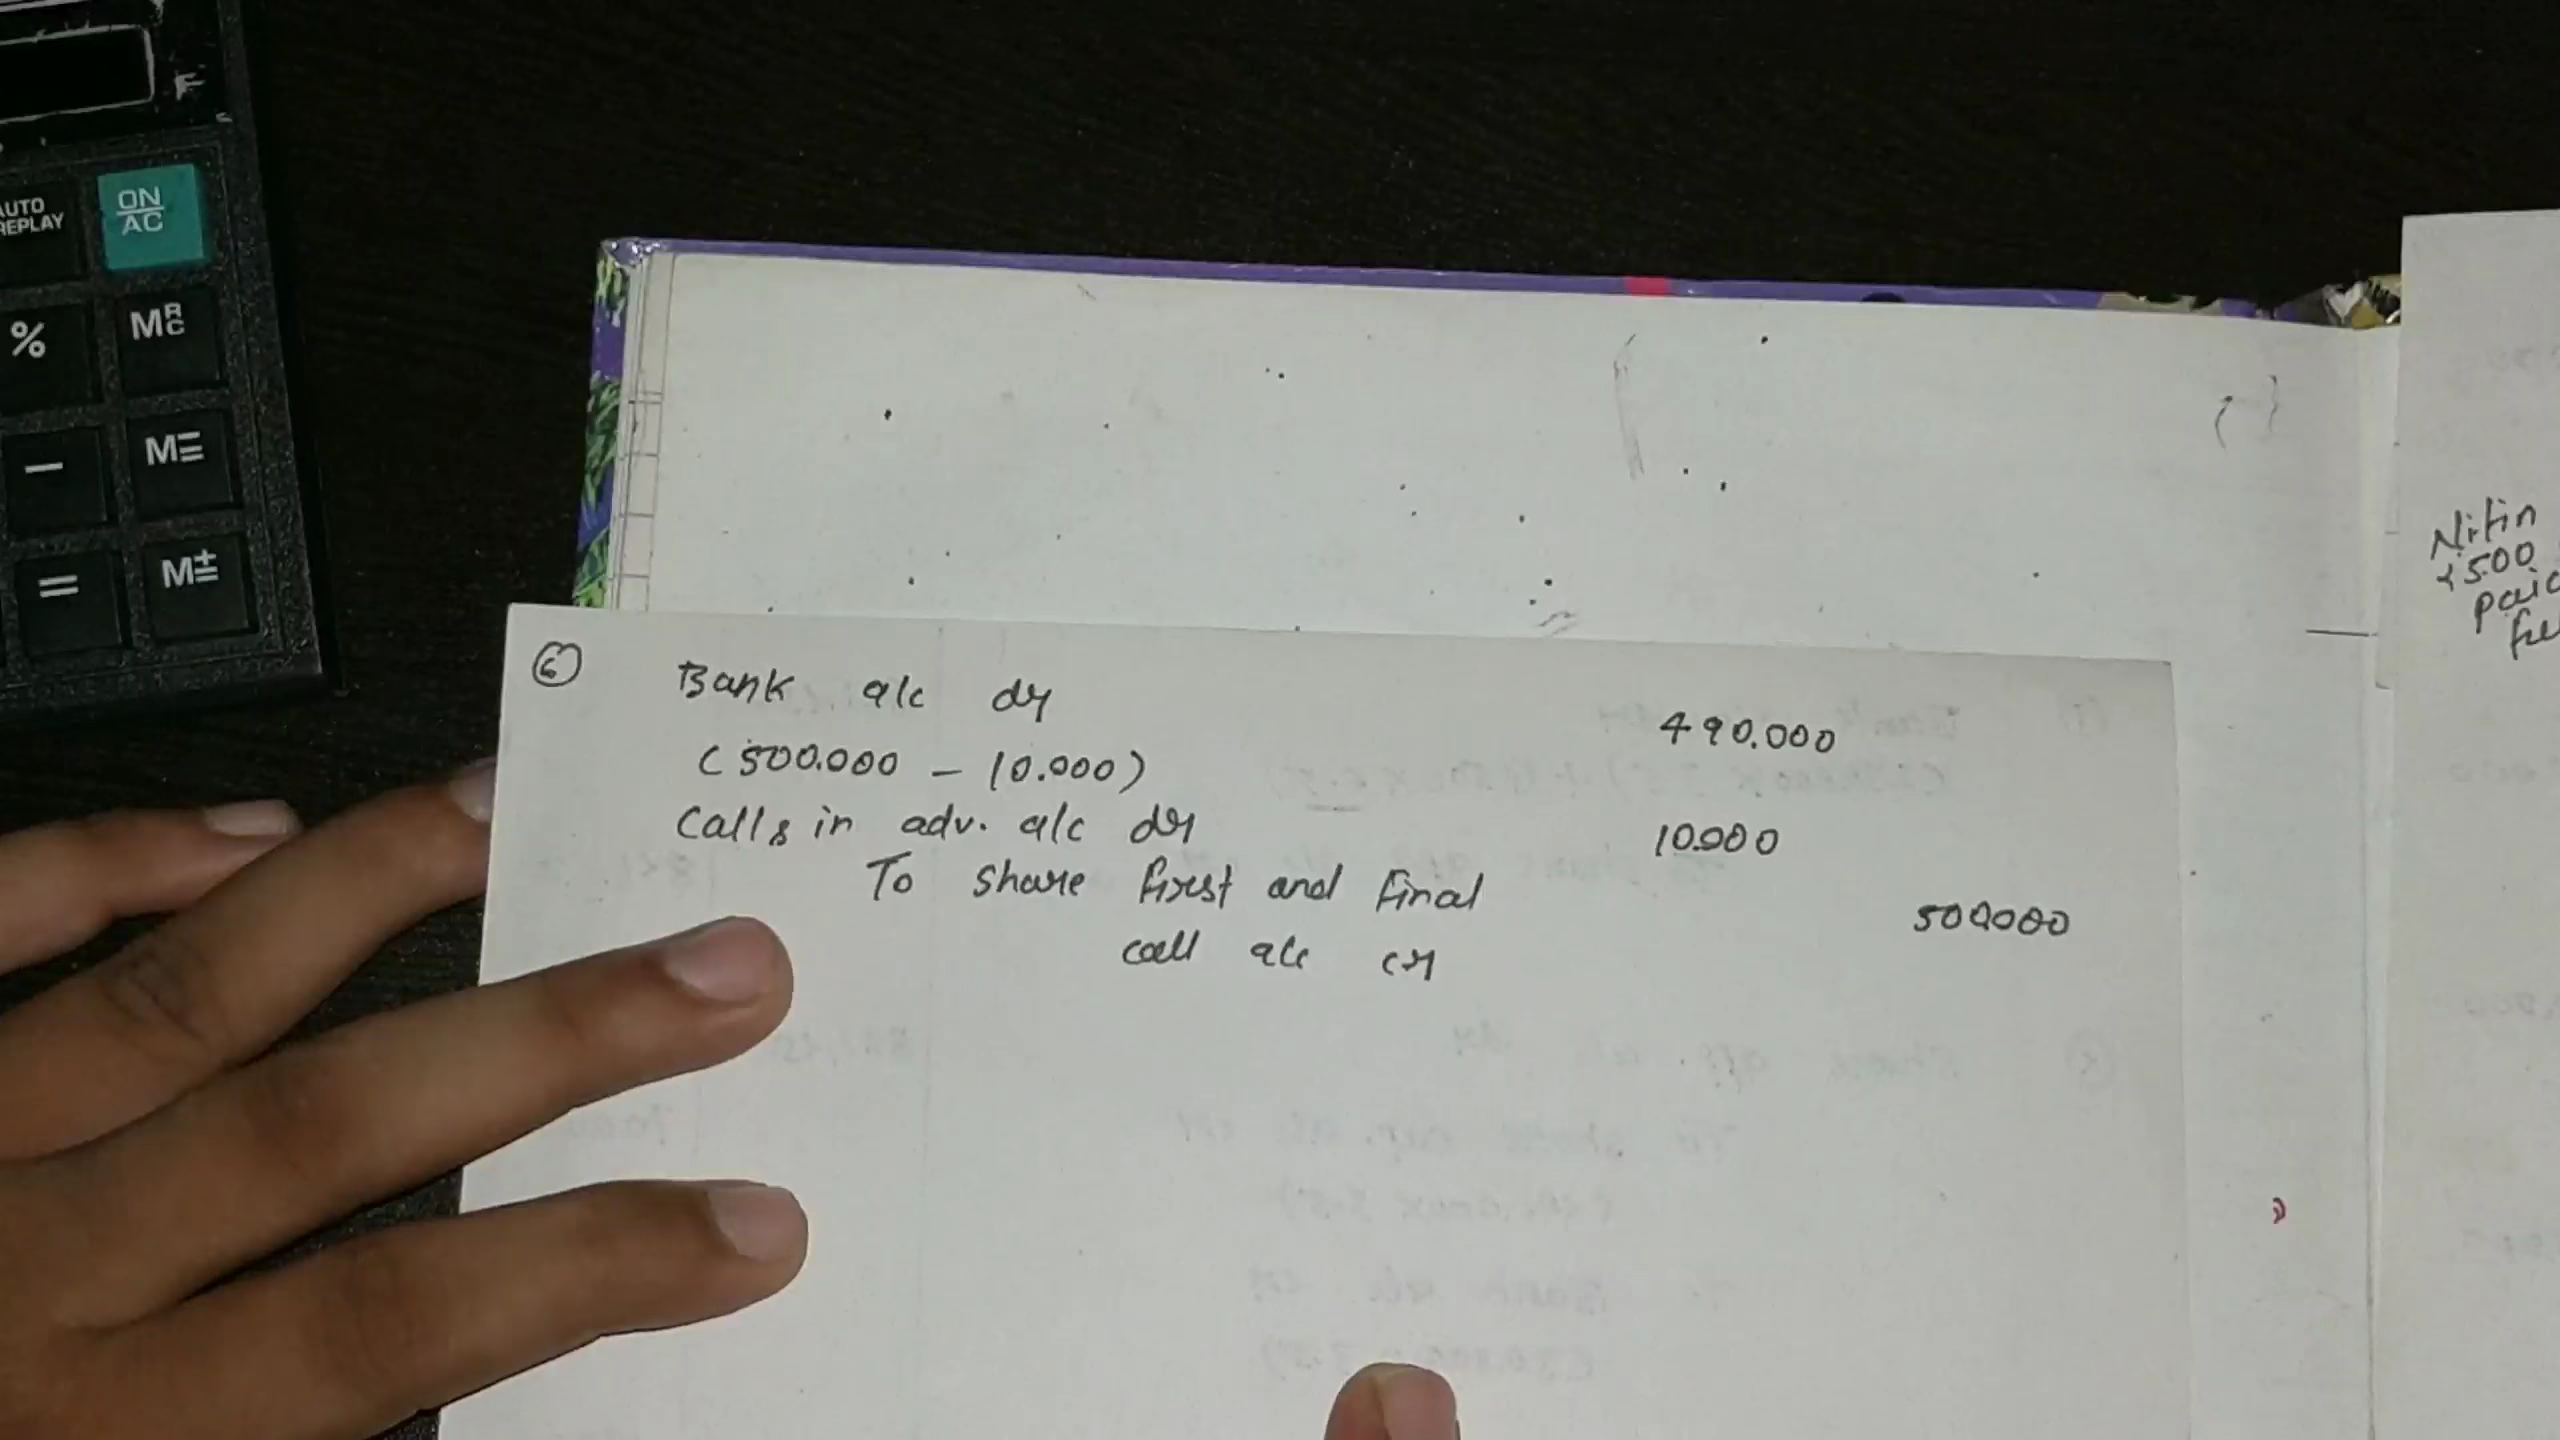 AUTO
REPLAY
ON
AC
%
MRC
−
M=
=
M±
⑥ Bank a/c dr 490.000
(500.000 - 10.000)
Calls in adv. a/c dr 10.000
To share first and final 500000
call a/c cr
Nitin
₹500